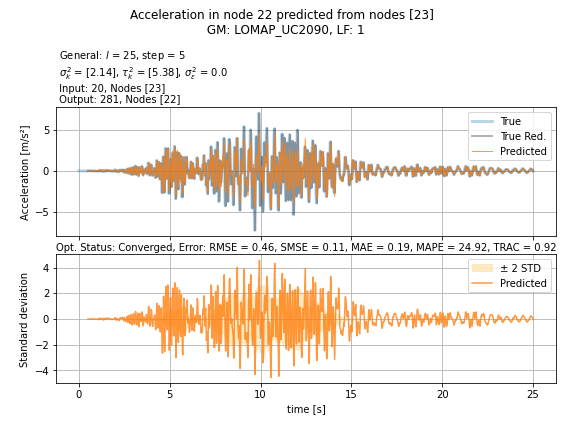 Acceleration in node 22 predicted from nodes [23]
GM: LOMAP_UC2090, LF: 1
General: l = 25, step = 5
σ²ₖ = [2.14], τ²ₖ = [5.38], σ²ₑ = 0.0
Input: 20, Nodes [23]
Output: 281, Nodes [22]
Acceleration [m/s²]
5
0
−5
True
True Red.
Predicted
Opt. Status: Converged, Error: RMSE = 0.46, SMSE = 0.11, MAE = 0.19, MAPE = 24.92, TRAC = 0.92
Standard deviation
4
2
0
−2
−4
± 2 STD
Predicted
0 5 10 15 20 25
time [s]